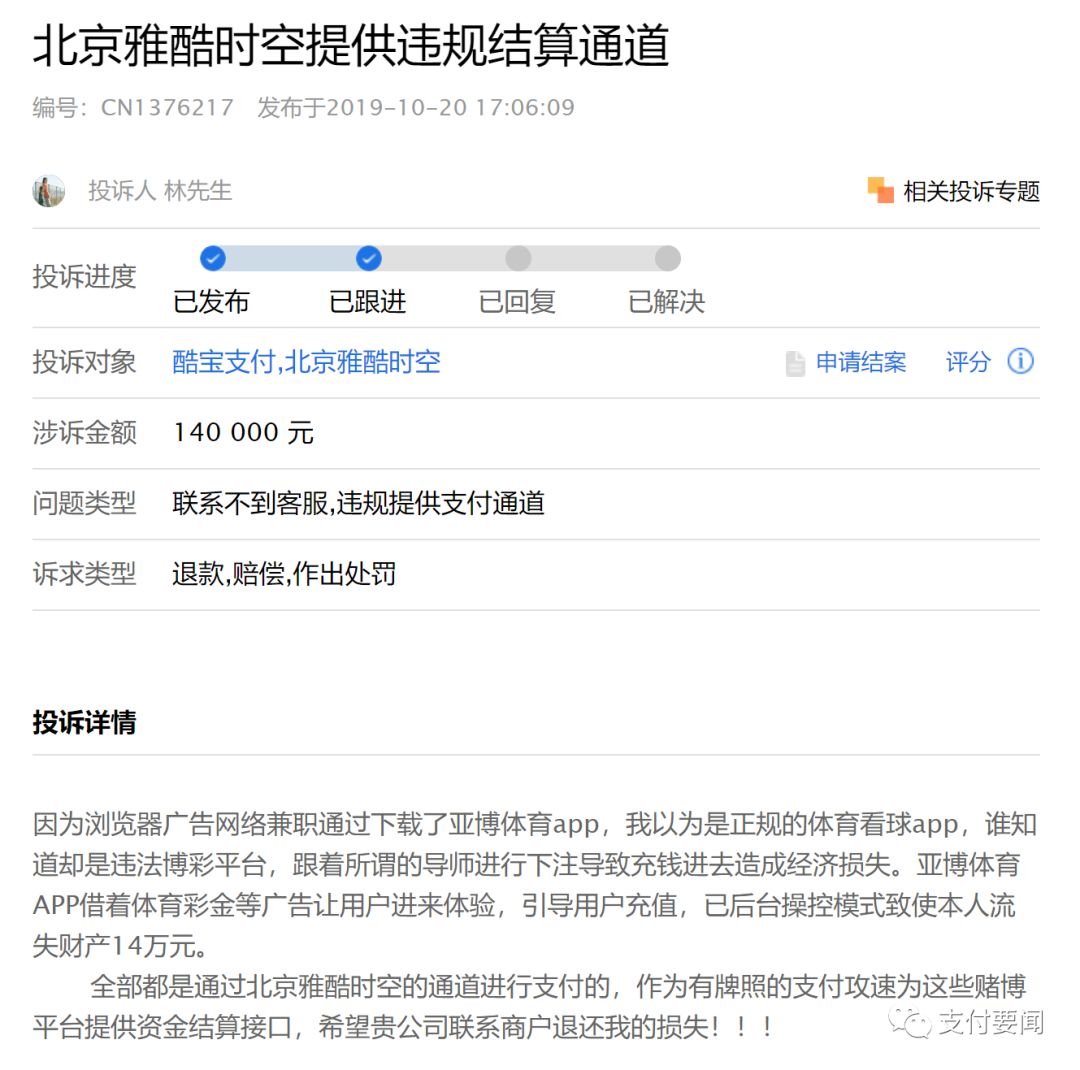 北京雅酷时空提供违规结算通道
编号：CN1376217 发布于2019-10-20 17:06:09
投诉人 林先生 相关投诉专题
投诉进度 已发布 已跟进 已回复 已解决
投诉对象 酷宝支付,北京雅酷时空 申请结案 评分
涉诉金额 140 000 元
问题类型 联系不到客服,违规提供支付通道
诉求类型 退款,赔偿,作出处罚
投诉详情
因为浏览器广告网络兼职通过下载了亚博体育app，我以为是正规的体育看球app，谁知
道却是违法博彩平台，跟着所谓的导师进行下注导致充钱进去造成经济损失。亚博体育
APP借着体育彩金等广告让用户进来体验，引导用户充值，已后台操控模式致使本人流
失财产14万元。
全部都是通过北京雅酷时空的通道进行支付的，作为有牌照的支付攻速为这些赌博
平台提供资金结算接口，希望贵公司联系商户退还我的损失！！！
支付要闻